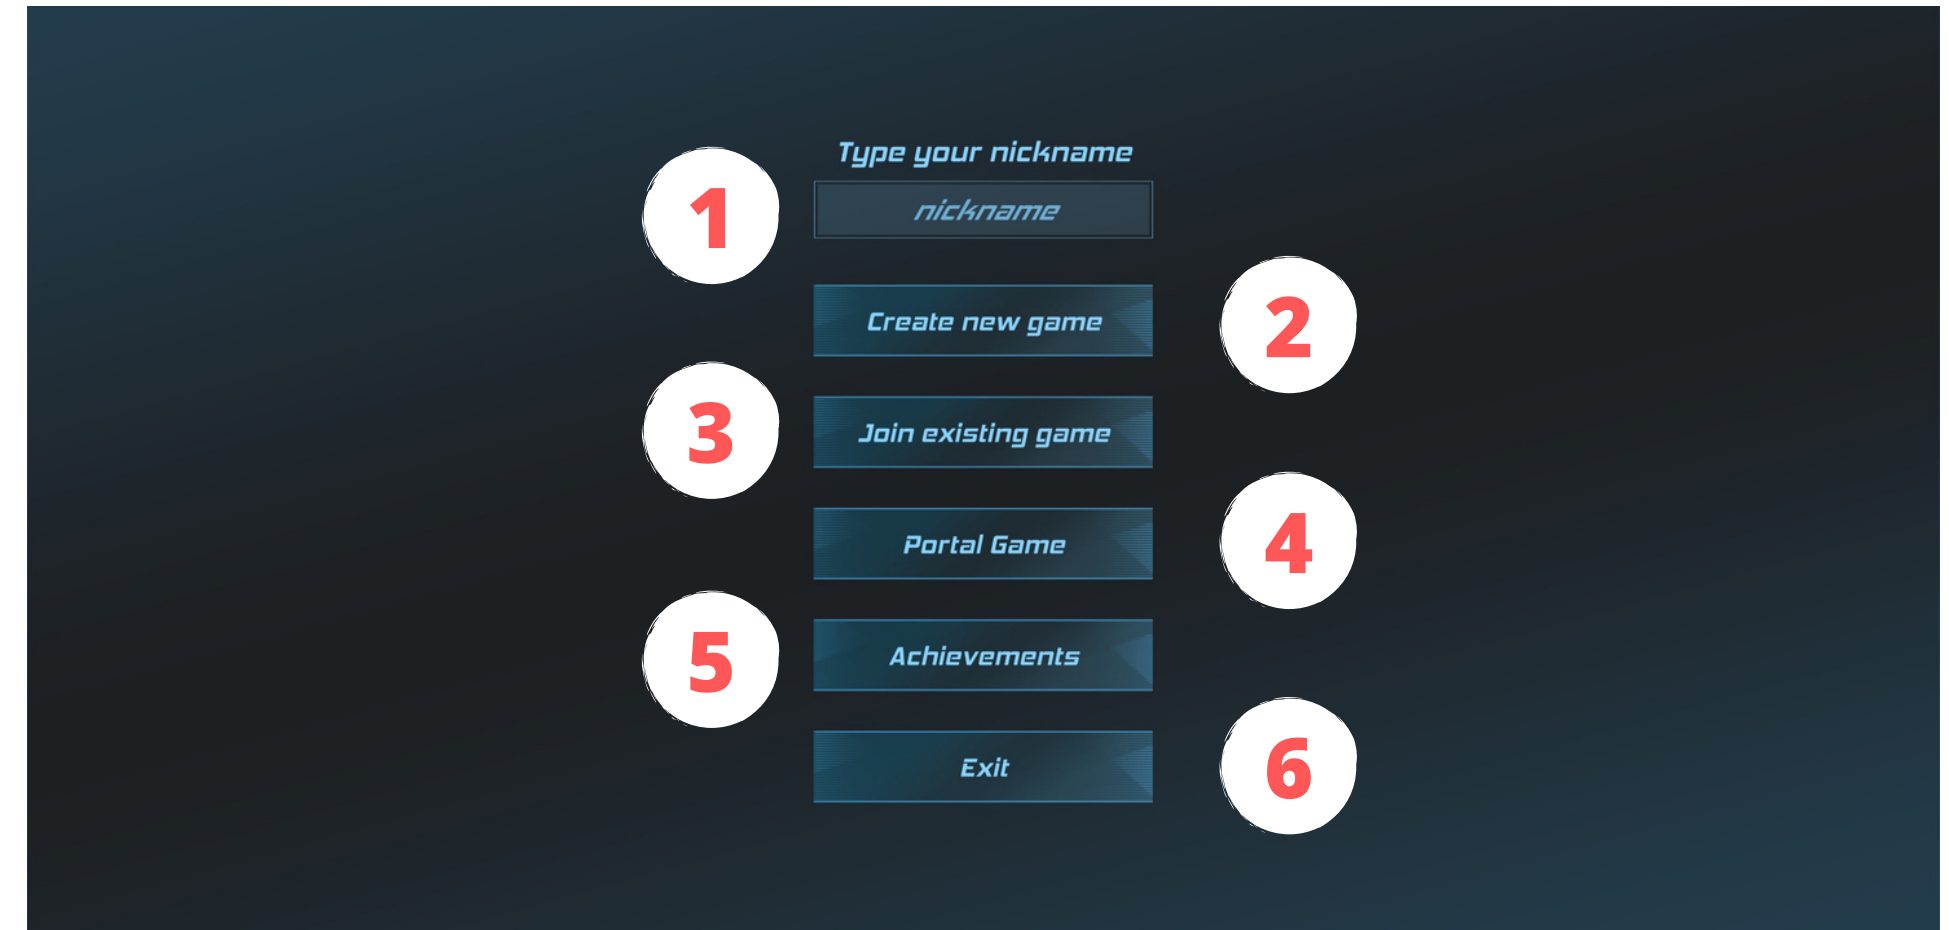 Type your nickname
1
nickname
Create new game
2
3
Join existing game
Portal Game
4
5
Achievements
Exit
6